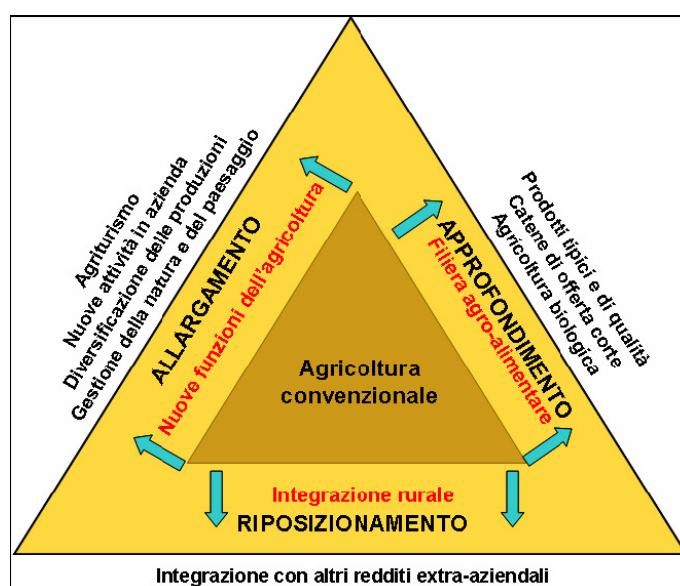 Agriturismo
Nuove attività in azienda
Diversificazione delle produzioni
Gestione della natura e del paesaggio
ALLARGAMENTO
Nuove funzioni dell'agricoltura
Prodotti tipici e di qualità
Catene di offerta corte
Agricoltura biologica
APPROFONDIMENTO
Filiera agro-alimentare
Agricoltura
convenzionale
Integrazione rurale
RIPOSIZIONAMENTO
Integrazione con altri redditi extra-aziendali